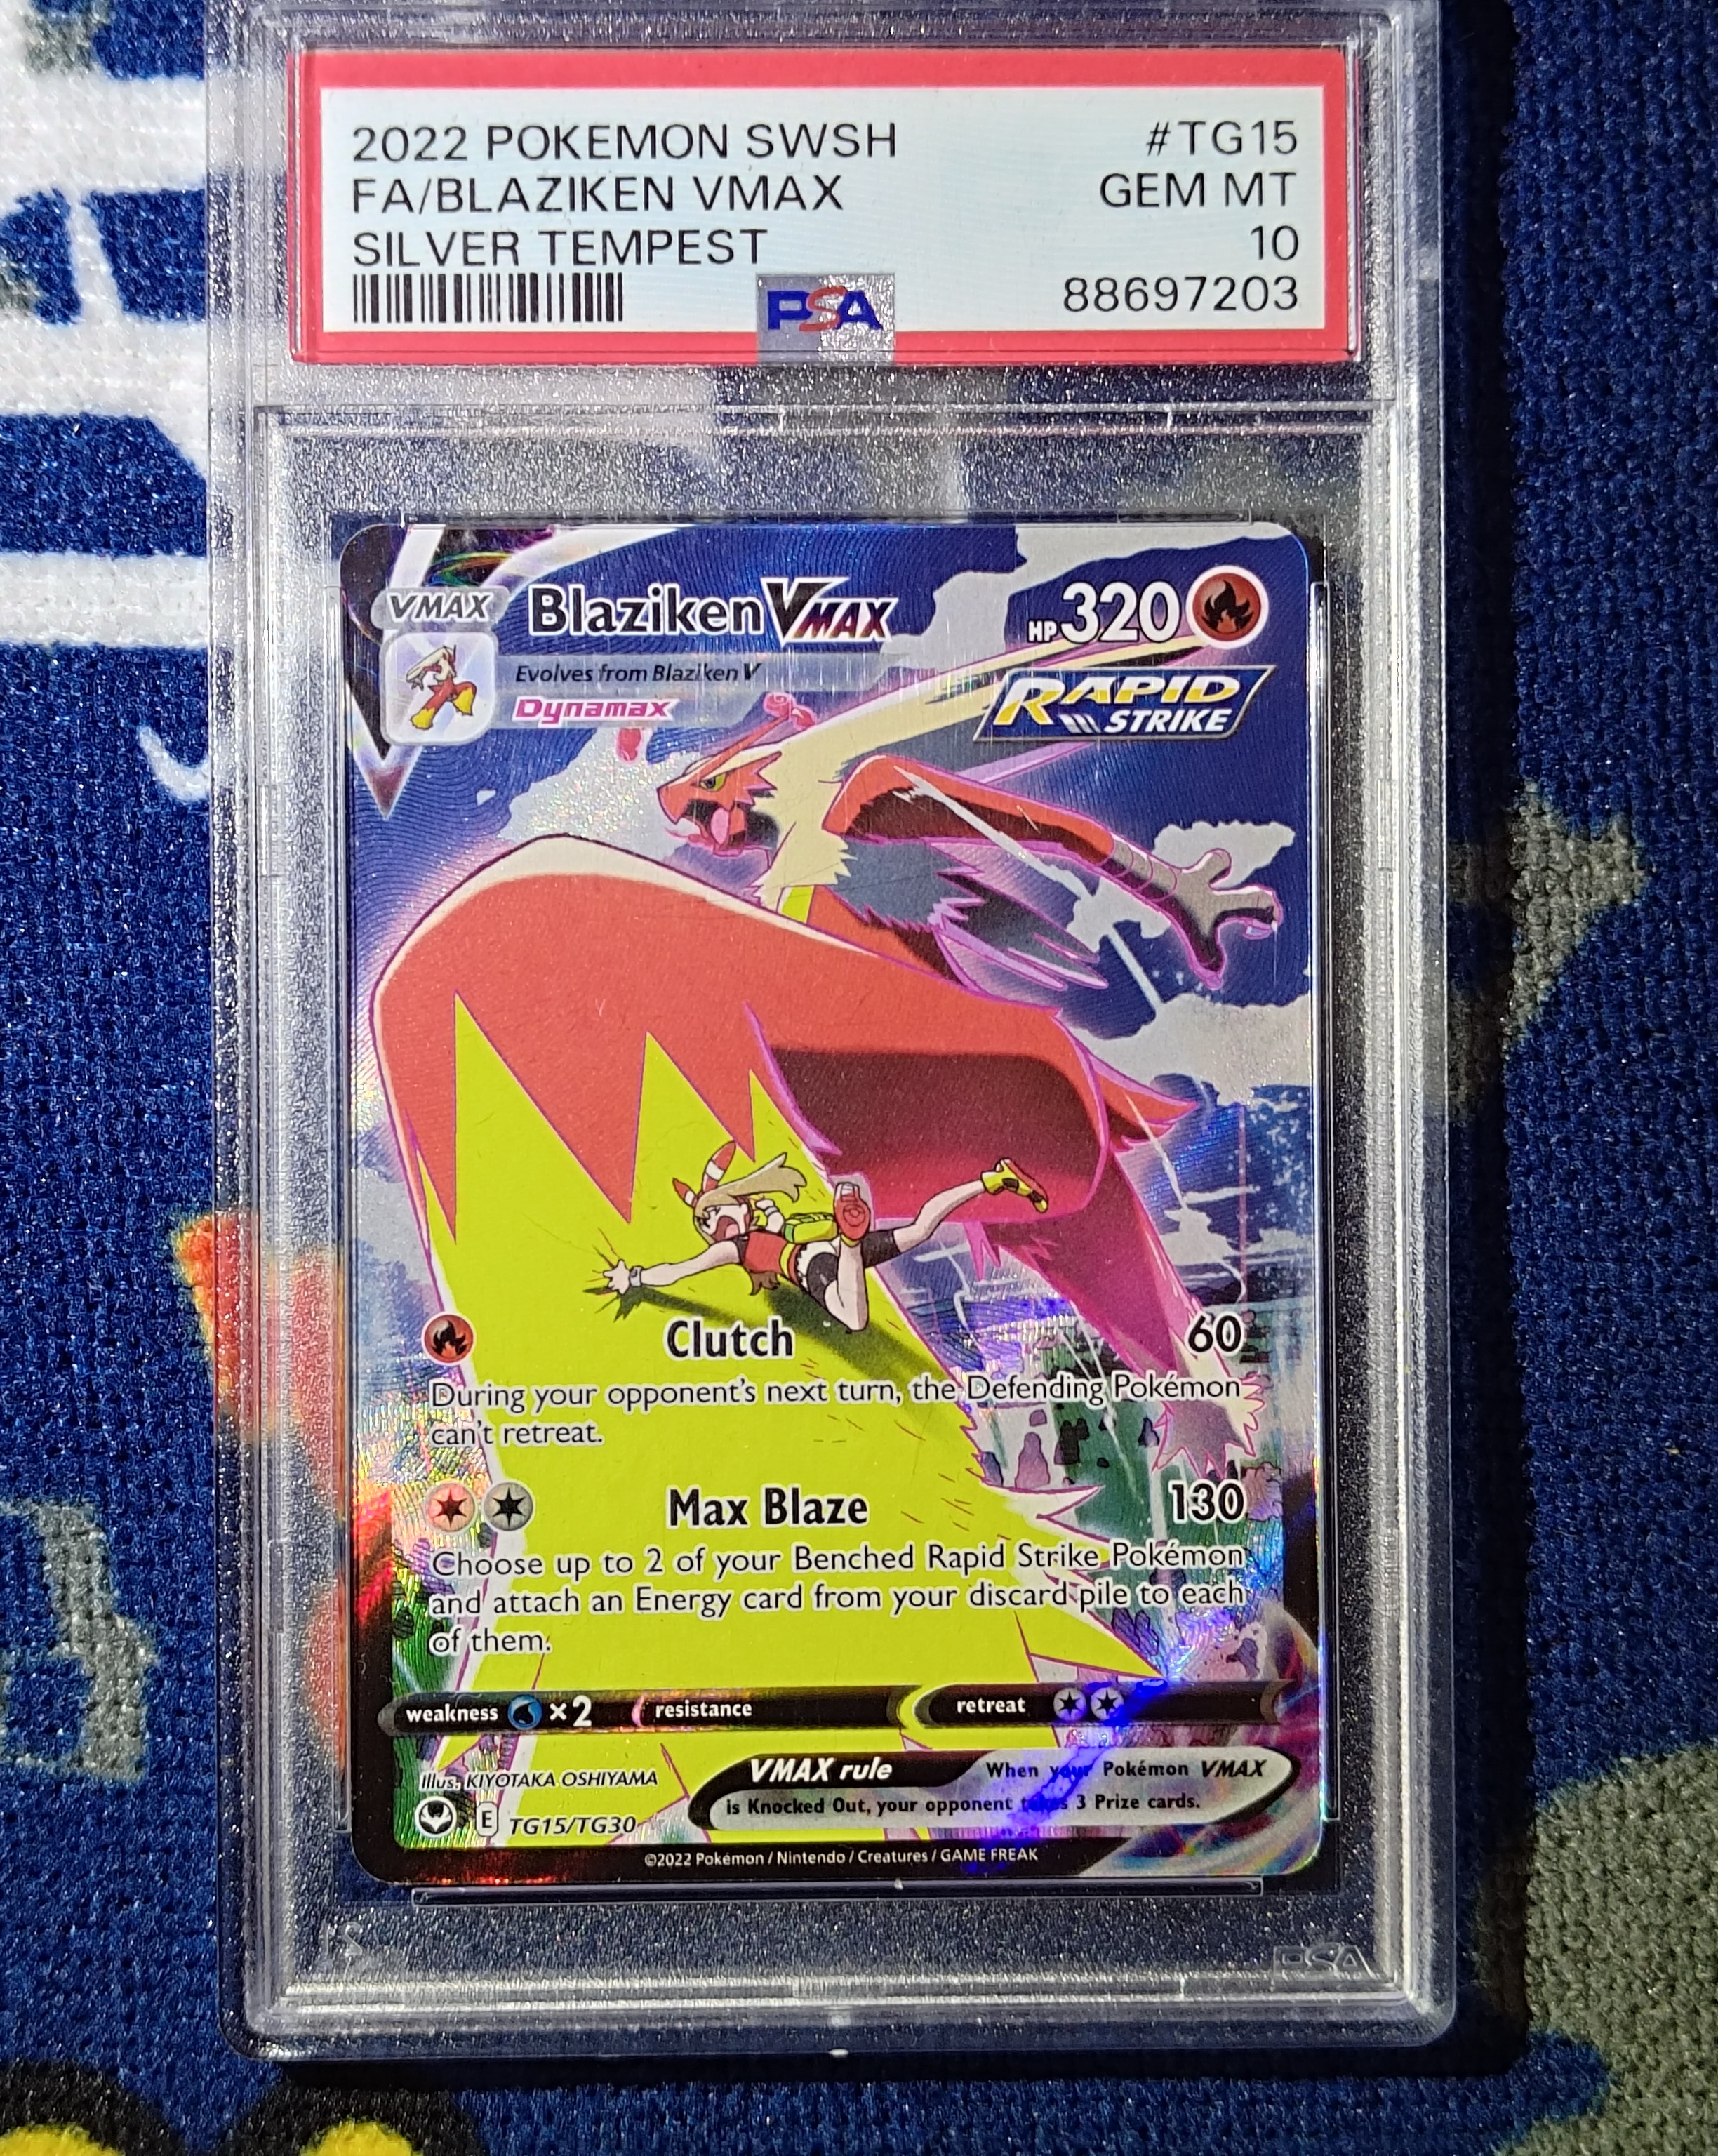 2022 POKEMON SWSH #TG15
FA/BLAZIKEN VMAX GEM MT
SILVER TEMPEST 10
PSA 88697203
VMAX Blaziken VMAX HP 320
Evolves from Blaziken V
Dynamax
RAPID
STRIKE
Clutch 60
During your opponent's next turn, the Defending Pokémon
can't retreat.
Max Blaze 130
Choose up to 2 of your Benched Rapid Strike Pokémon
and attach an Energy card from your discard pile to each
of them.
weakness ×2 resistance retreat
VMAX rule When your Pokémon VMAX
is Knocked Out, your opponent takes 3 Prize cards.
Illus. KIYOTAKA OSHIYAMA
E TG15/TG30
©2022 Pokémon / Nintendo / Creatures / GAME FREAK
PSA